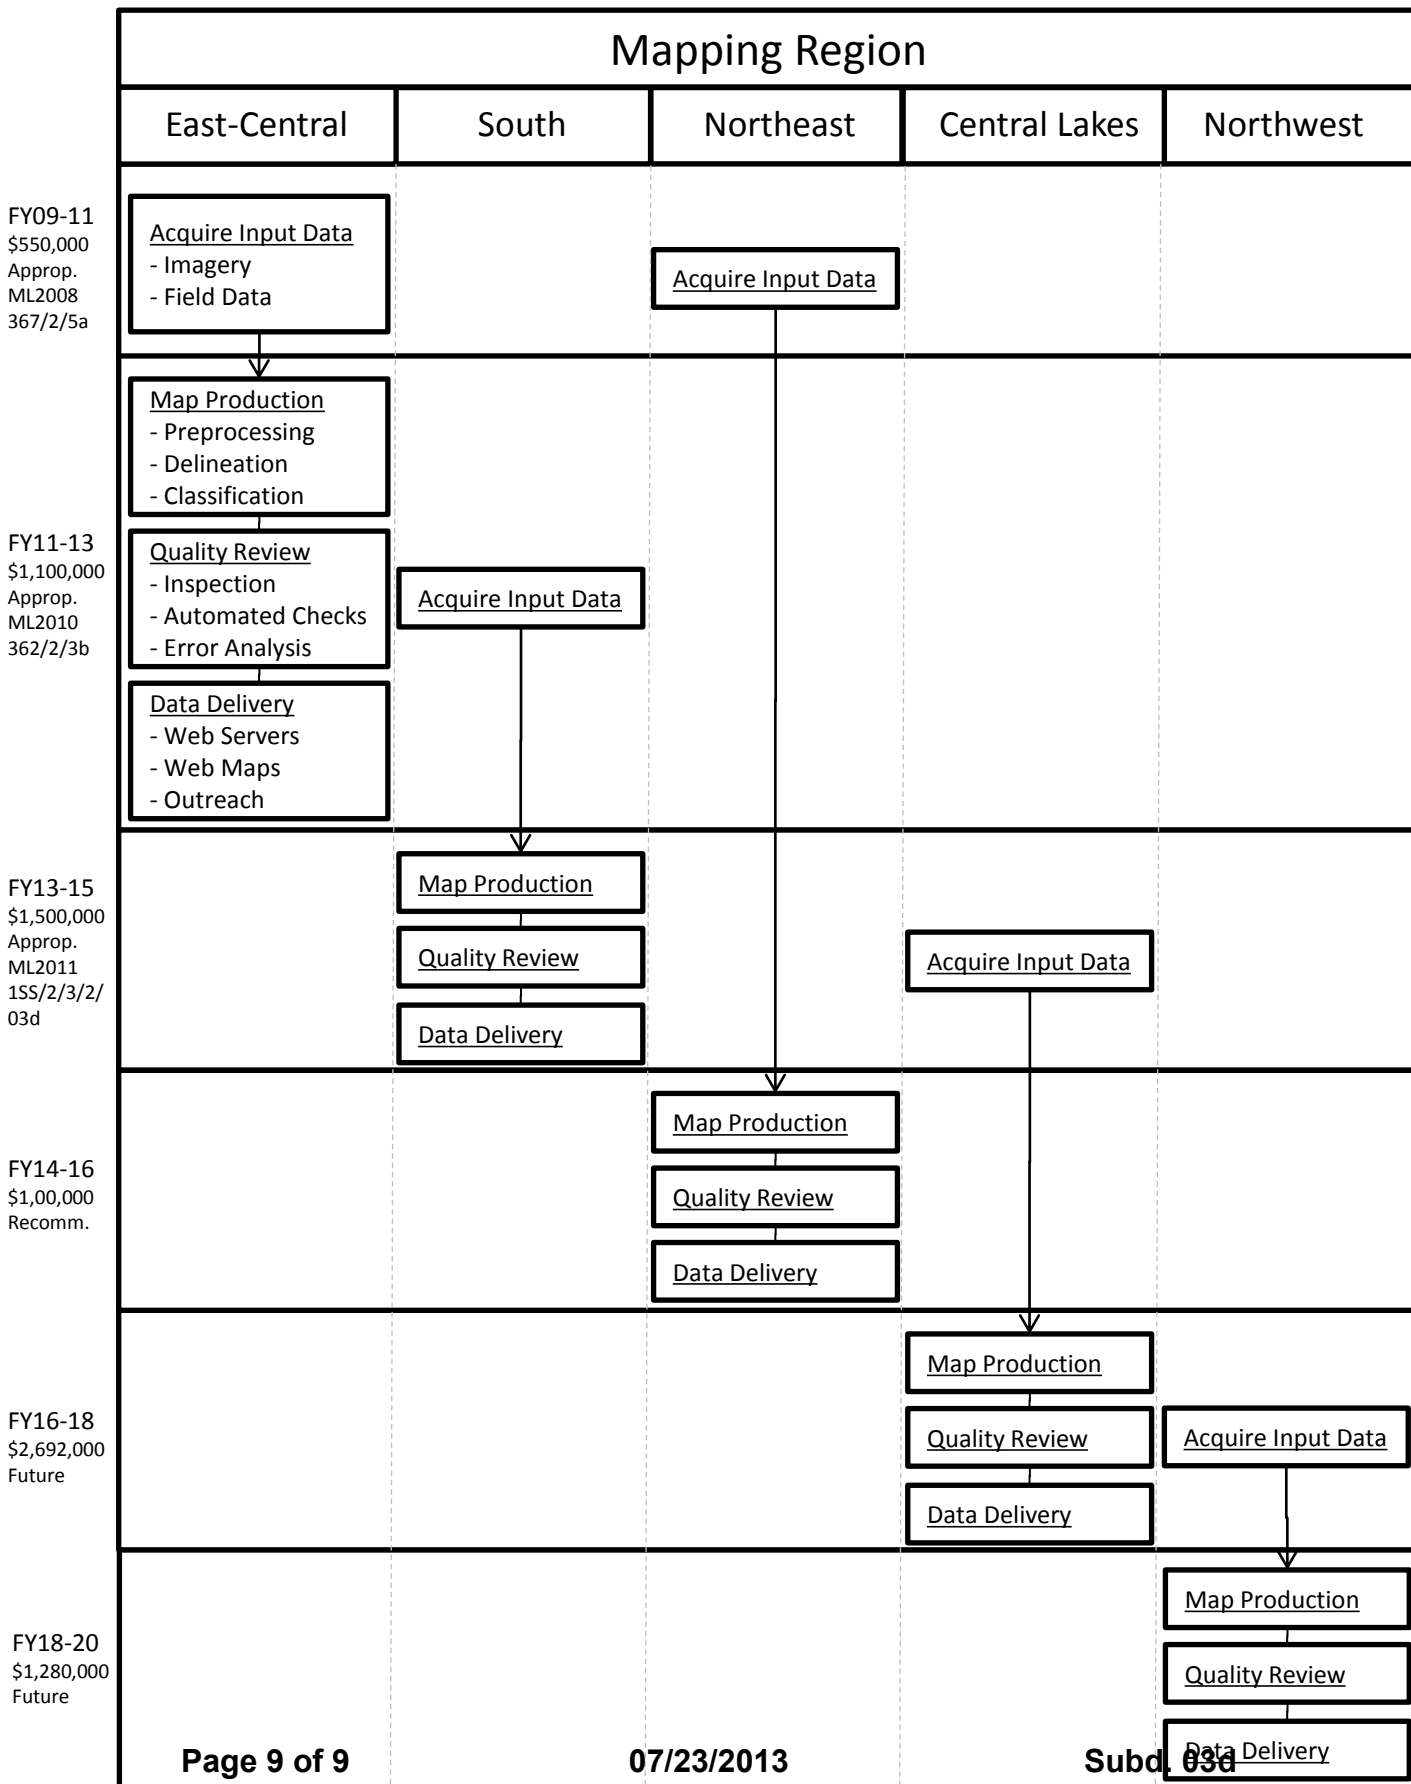 Mapping Region
East-Central
South
Northeast
Central Lakes
Northwest
FY09-11
$550,000
Approp.
ML2008
367/2/5a
Acquire Input Data
- Imagery
- Field Data
Acquire Input Data
FY11-13
$1,100,000
Approp.
ML2010
362/2/3b
Map Production
- Preprocessing
- Delineation
- Classification
Quality Review
- Inspection
- Automated Checks
- Error Analysis
Data Delivery
- Web Servers
- Web Maps
- Outreach
Acquire Input Data
FY13-15
$1,500,000
Approp.
ML2011
1SS/2/3/2/
03d
Map Production
Quality Review
Data Delivery
Acquire Input Data
FY14-16
$1,00,000
Recomm.
Map Production
Quality Review
Data Delivery
FY16-18
$2,692,000
Future
Map Production
Quality Review
Data Delivery
Acquire Input Data
FY18-20
$1,280,000
Future
Map Production
Quality Review
Data Delivery
Page 9 of 9
07/23/2013
Subd. 03d